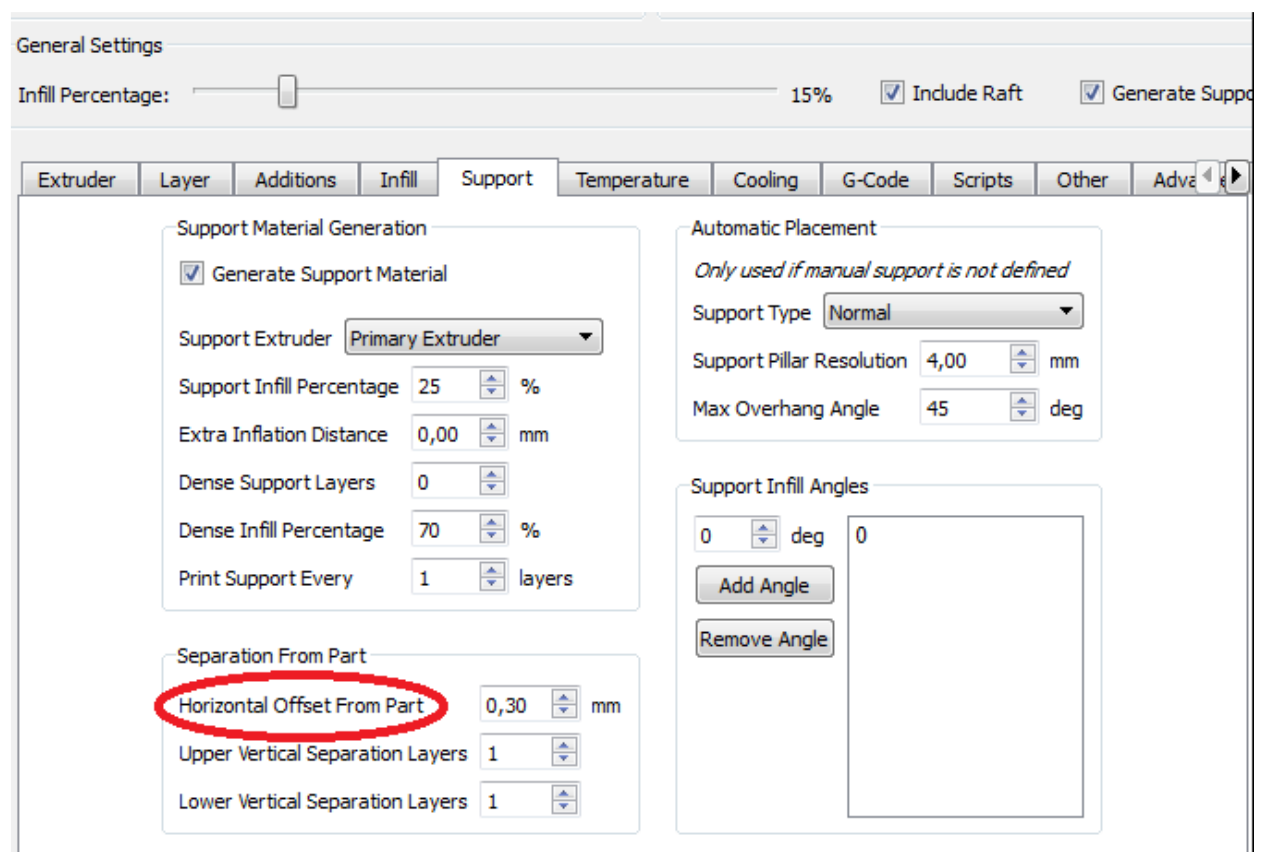 General Settings
Infill Percentage: 15% Include Raft Generate Suppo
Extruder Layer Additions Infill Support Temperature Cooling G-Code Scripts Other Adva
Support Material Generation
Generate Support Material
Support Extruder Primary Extruder
Support Infill Percentage 25 %
Extra Inflation Distance 0,00 mm
Dense Support Layers 0
Dense Infill Percentage 70 %
Print Support Every 1 layers
Separation From Part
Horizontal Offset From Part 0,30 mm
Upper Vertical Separation Layers 1
Lower Vertical Separation Layers 1
Automatic Placement
Only used if manual support is not defined
Support Type Normal
Support Pillar Resolution 4,00 mm
Max Overhang Angle 45 deg
Support Infill Angles
0 deg 0
Add Angle
Remove Angle